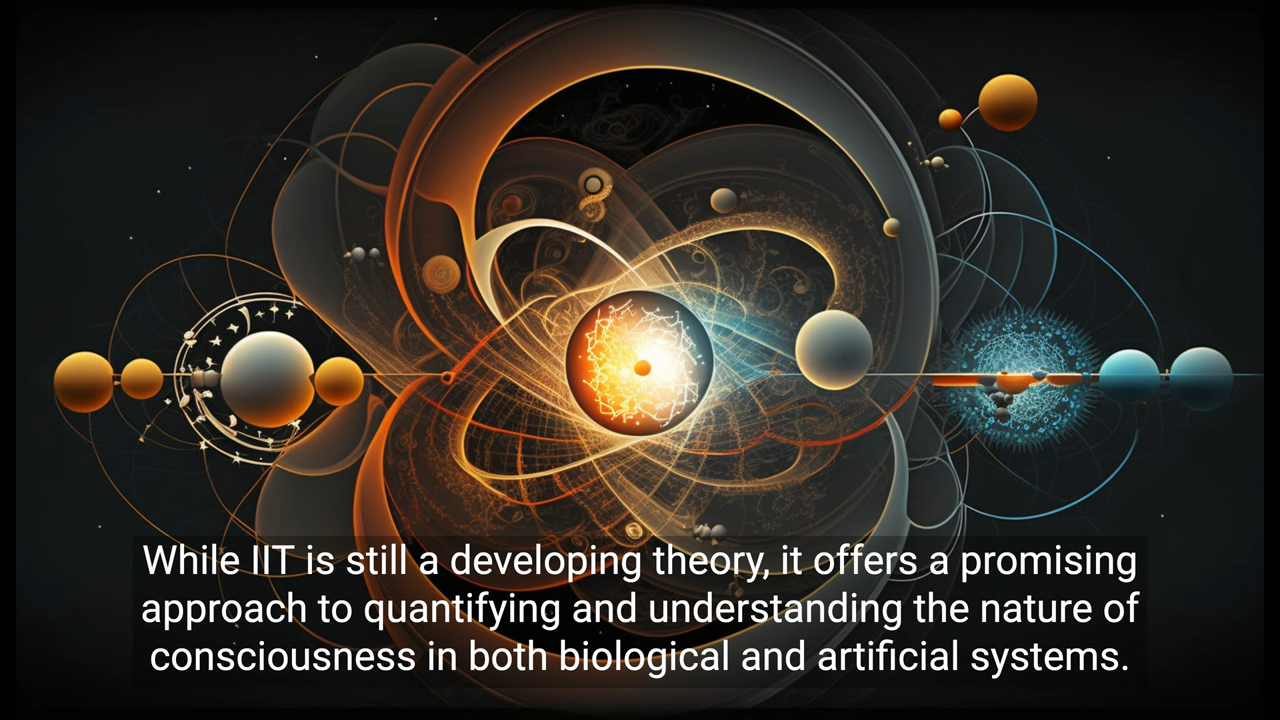 While IIT is still a developing theory, it offers a promising
approach to quantifying and understanding the nature of
consciousness in both biological and artificial systems.